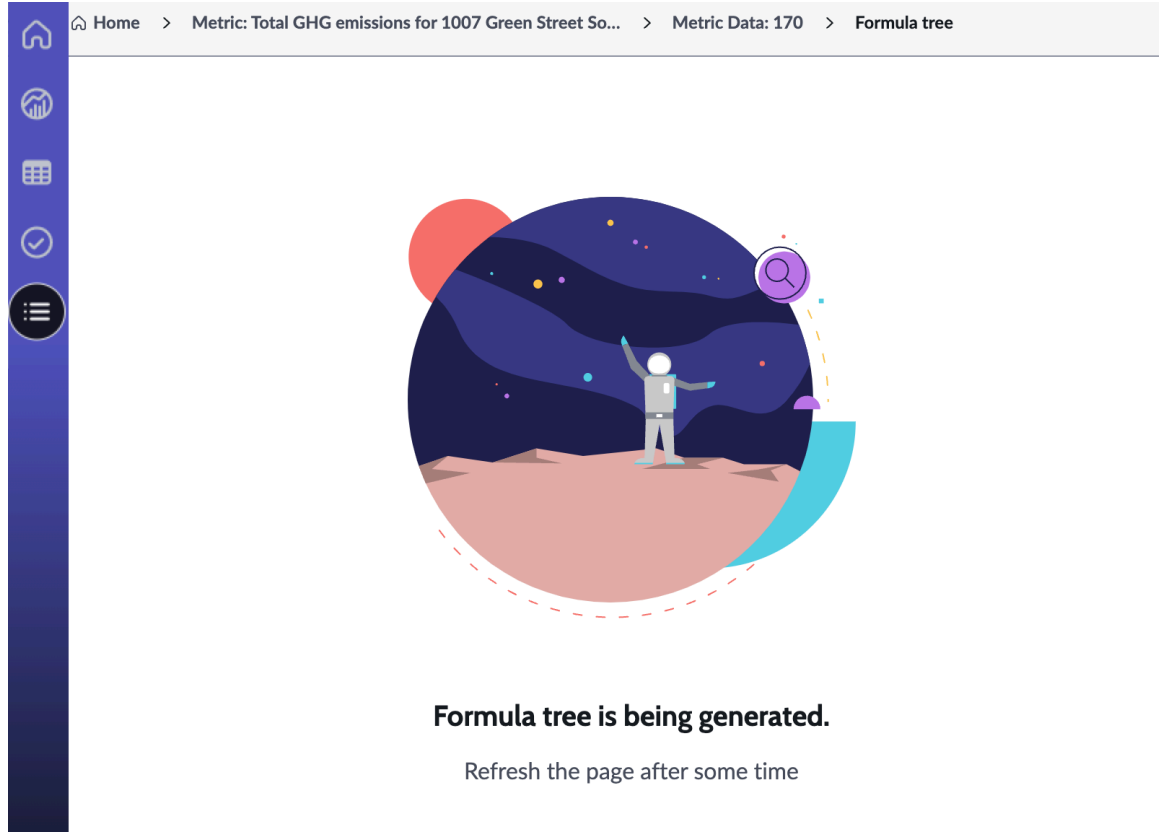 Home > Metric: Total GHG emissions for 1007 Green Street So... > Metric Data: 170 > Formula tree
Formula tree is being generated.
Refresh the page after some time